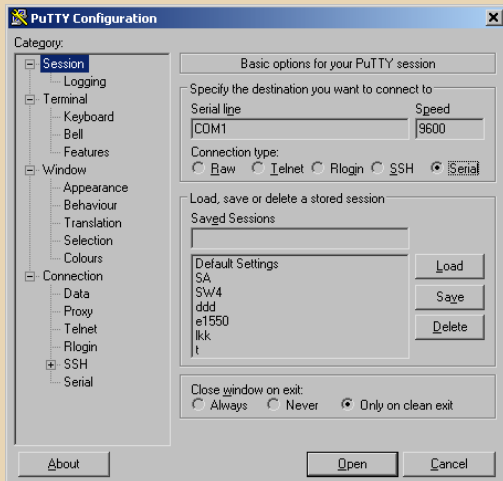 PuTTY Configuration
Category:
Session
Logging
Terminal
Keyboard
Bell
Features
Window
Appearance
Behaviour
Translation
Selection
Colours
Connection
Data
Proxy
Telnet
Rlogin
SSH
Serial
Basic options for your PuTTY session
Specify the destination you want to connect to
Serial line Speed
COM1 9600
Connection type:
Raw Telnet Rlogin SSH Serial
Load, save or delete a stored session
Saved Sessions
Default Settings
SA
SW4
ddd
e1550
lkk
t
Load
Save
Delete
Close window on exit:
Always Never Only on clean exit
About Open Cancel